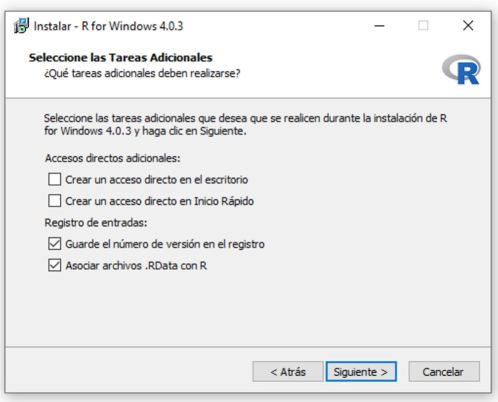 Instalar - R for Windows 4.0.3
Seleccione las Tareas Adicionales
¿Qué tareas adicionales deben realizarse?
R
Seleccione las tareas adicionales que desea que se realicen durante la instalación de R
for Windows 4.0.3 y haga clic en Siguiente.
Accesos directos adicionales:
Crear un acceso directo en el escritorio
Crear un acceso directo en Inicio Rápido
Registro de entradas:
Guarde el número de versión en el registro
Asociar archivos .RData con R
< Atrás Siguiente > Cancelar